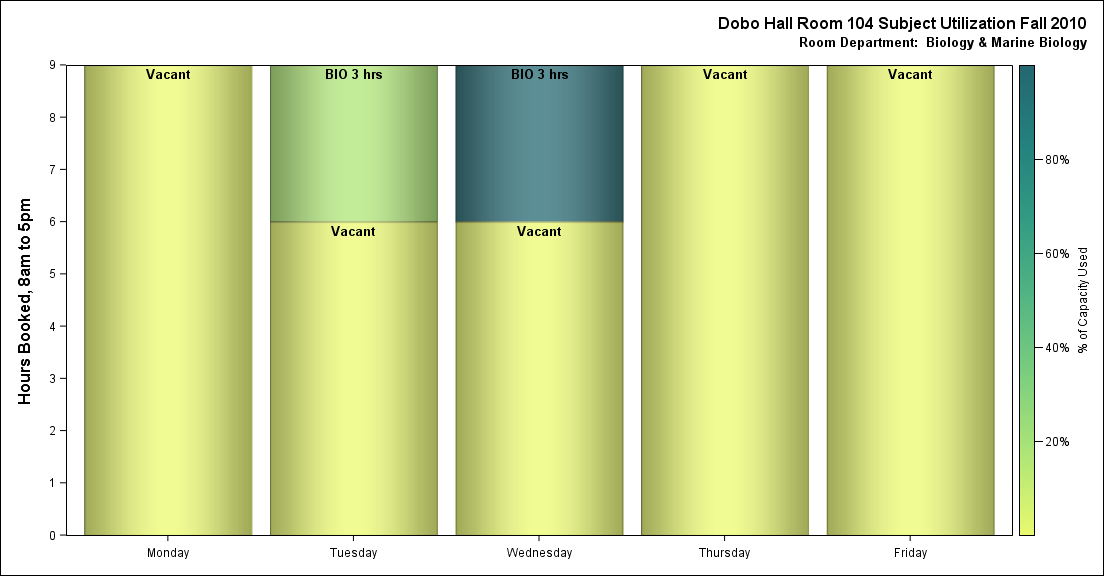 Dobo Hall Room 104 Subject Utilization Fall 2010
Room Department:  Biology & Marine Biology
Hours Booked, 8am to 5pm
9
8
7
6
5
4
3
2
1
0
Vacant
BIO 3 hrs
BIO 3 hrs
Vacant
Vacant
Vacant
Vacant
Monday
Tuesday
Wednesday
Thursday
Friday
80%
60%
40%
20%
% of Capacity Used